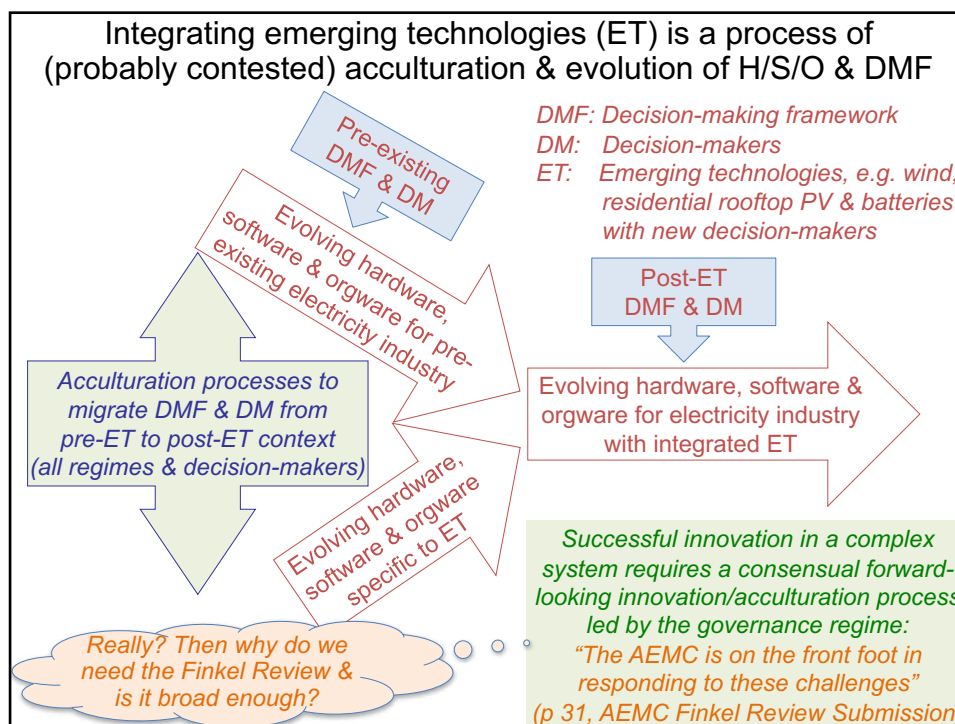 Integrating emerging technologies (ET) is a process of
(probably contested) acculturation & evolution of H/S/O & DMF
DMF: Decision-making framework
DM: Decision-makers
ET: Emerging technologies, e.g. wind,
residential rooftop PV & batteries
with new decision-makers
Pre-existing
DMF & DM
Evolving hardware,
software & orgware for pre-
existing electricity industry
Post-ET
DMF & DM
Acculturation processes to
migrate DMF & DM from
pre-ET to post-ET context
(all regimes & decision-makers)
Evolving hardware, software &
orgware for electricity industry
with integrated ET
Evolving hardware,
software & orgware
specific to ET
Successful innovation in a complex
system requires a consensual forward-
looking innovation/acculturation process
led by the governance regime:
“The AEMC is on the front foot in
responding to these challenges”
(p 31, AEMC Finkel Review Submission
Really? Then why do we
need the Finkel Review &
is it broad enough?